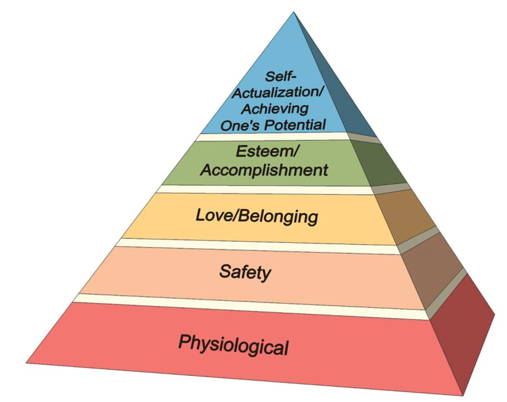 Self-
Actualization/
Achieving
One's Potential
Esteem/
Accomplishment
Love/Belonging
Safety
Physiological